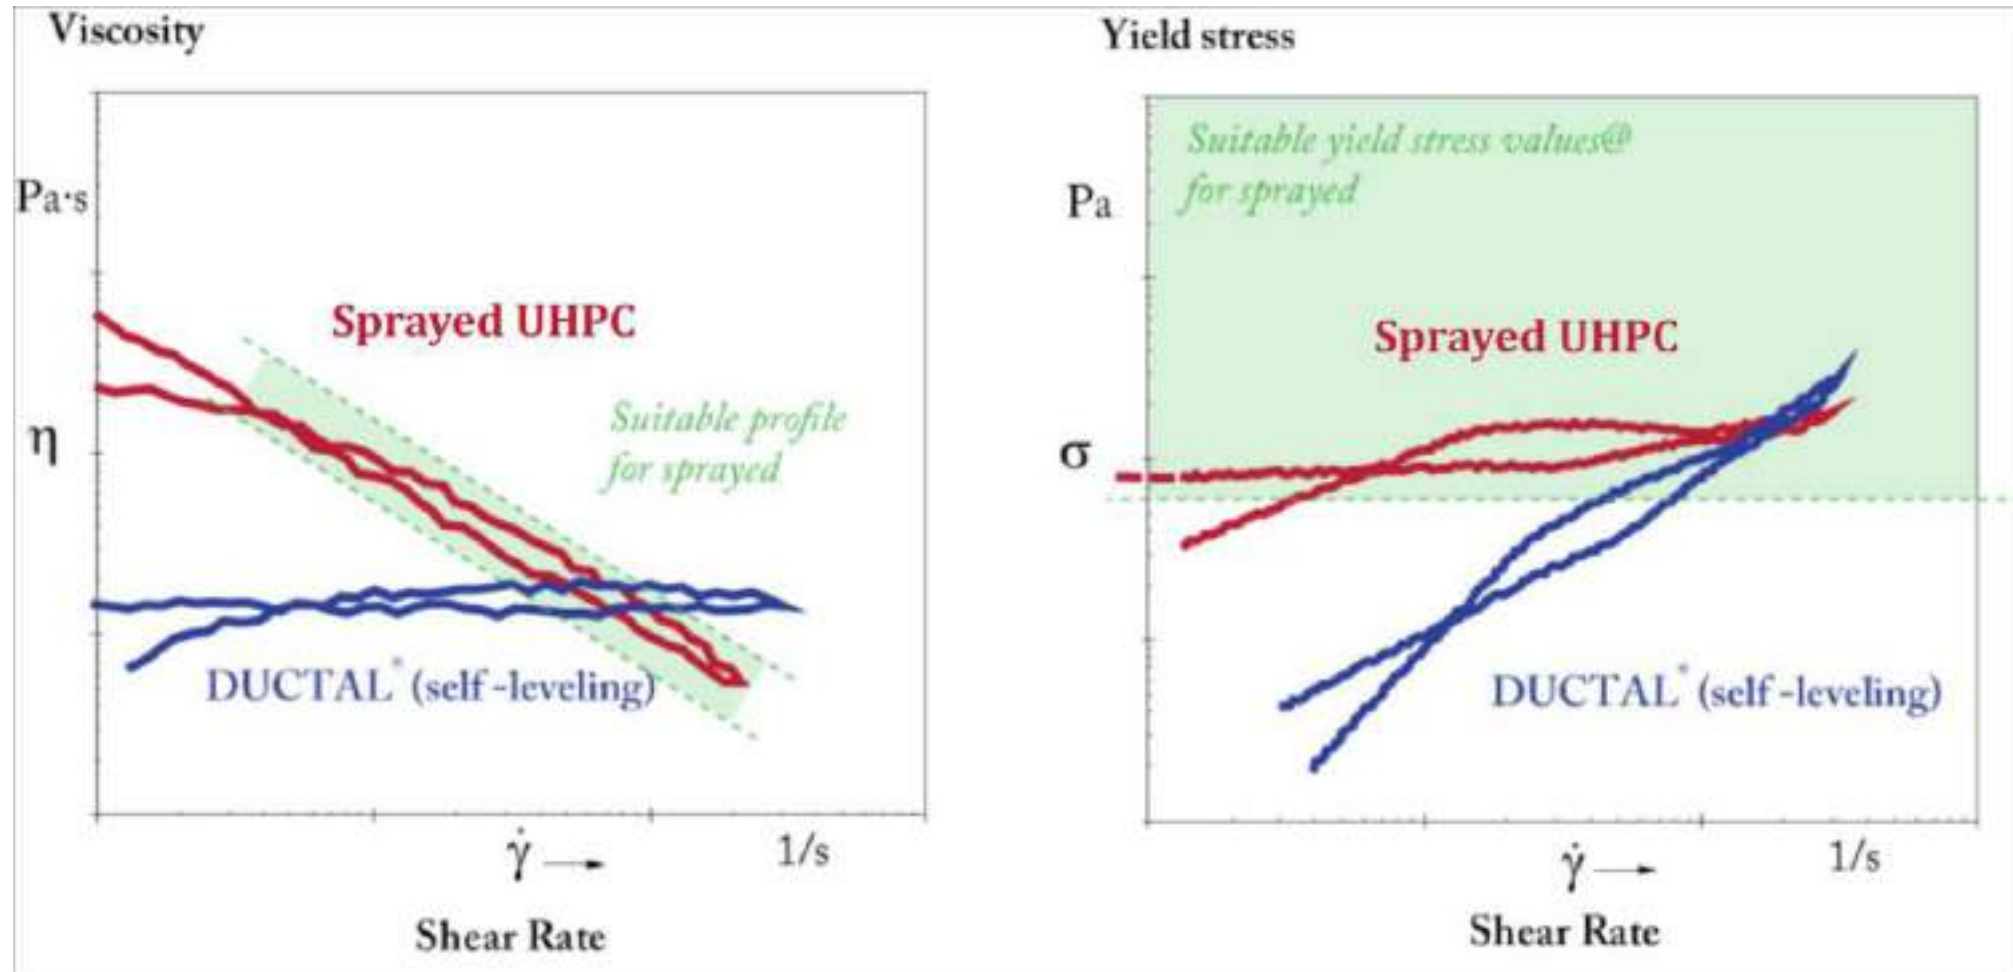 Viscosity
Pa·s
η
Sprayed UHPC
Suitable profile
for sprayed
DUCTAL® (self-leveling)
γ̇ → 1/s
Shear Rate
Yield stress
Suitable yield stress values@
for sprayed
Pa
σ
Sprayed UHPC
DUCTAL® (self-leveling)
γ̇ → 1/s
Shear Rate